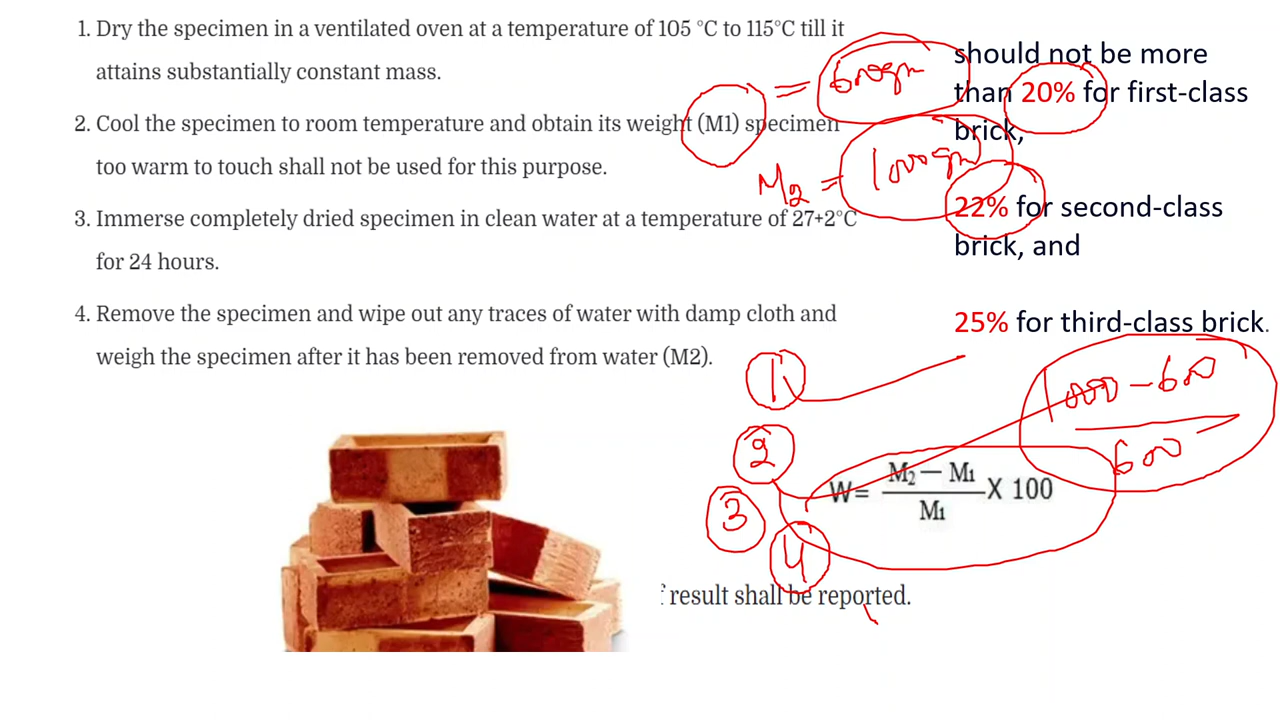 1. Dry the specimen in a ventilated oven at a temperature of 105 °C to 115°C till it
attains substantially constant mass.
2. Cool the specimen to room temperature and obtain its weight (M1) specimen
too warm to touch shall not be used for this purpose.
3. Immerse completely dried specimen in clean water at a temperature of 27+2°C
for 24 hours.
4. Remove the specimen and wipe out any traces of water with damp cloth and
weigh the specimen after it has been removed from water (M2).
= 600gm
M2 = 1000gm
should not be more
than 20% for first-class
brick,
22% for second-class
brick, and
25% for third-class brick.
1
2
3
4
1000 - 600
600
W= M2 — M1
M1
X 100
result shall be reported.